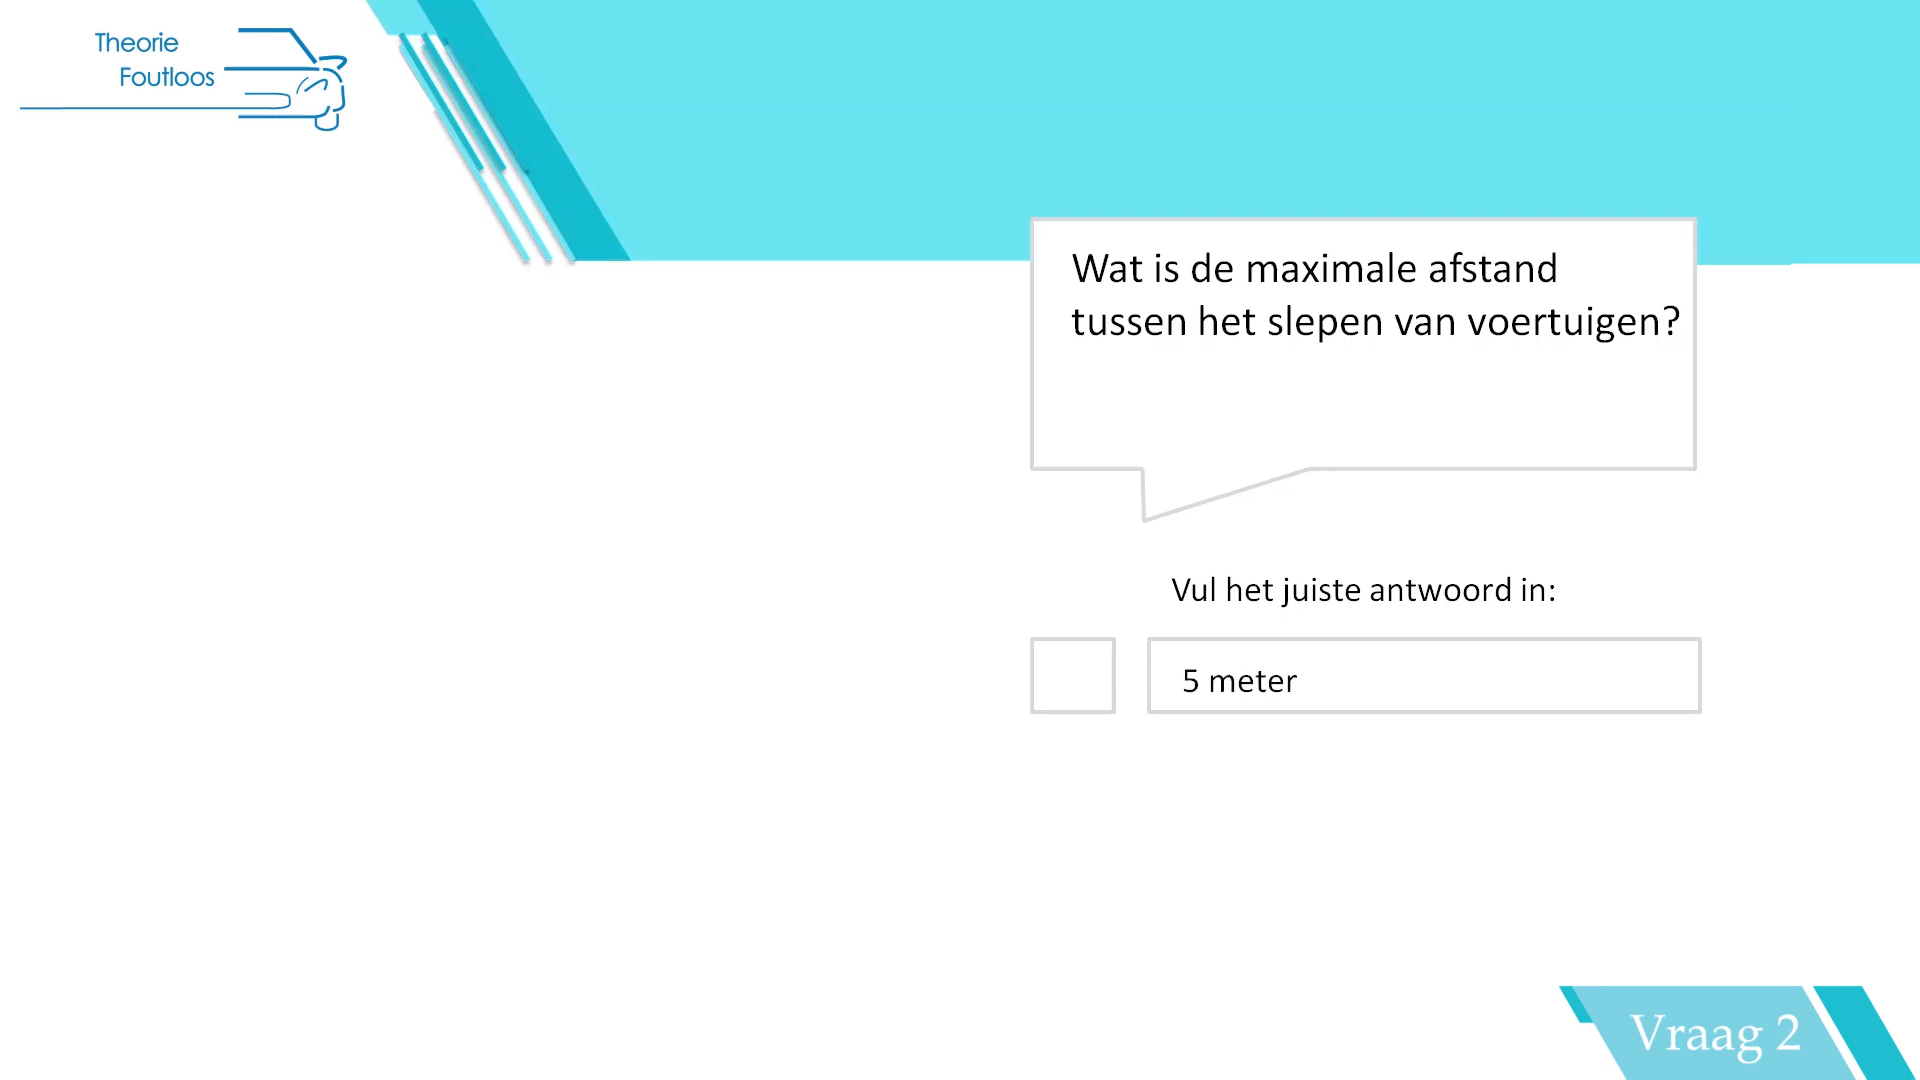 Theorie
Foutloos
Wat is de maximale afstand
tussen het slepen van voertuigen?
Vul het juiste antwoord in:
5 meter
Vraag 2